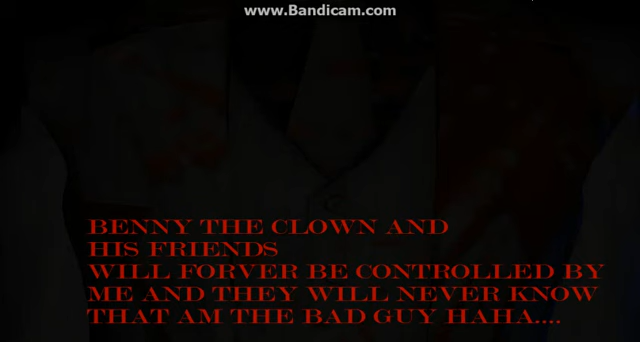 www.Bandicam.com
BENNY THE CLOWN AND
HIS FRIENDS
WILL FORVER BE CONTROLLED BY
ME AND THEY WILL NEVER KNOW
THAT AM THE BAD GUY HAHA....